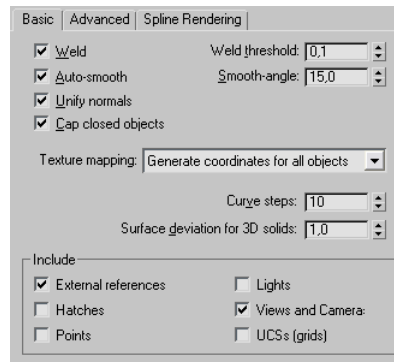 Basic Advanced Spline Rendering
Weld Weld threshold: 0,1
Auto-smooth Smooth-angle: 15,0
Unify normals
Cap closed objects
Texture mapping: Generate coordinates for all objects
Curve steps: 10
Surface deviation for 3D solids: 1,0
Include
External references Lights
Hatches Views and Camera:
Points UCSs (grids)